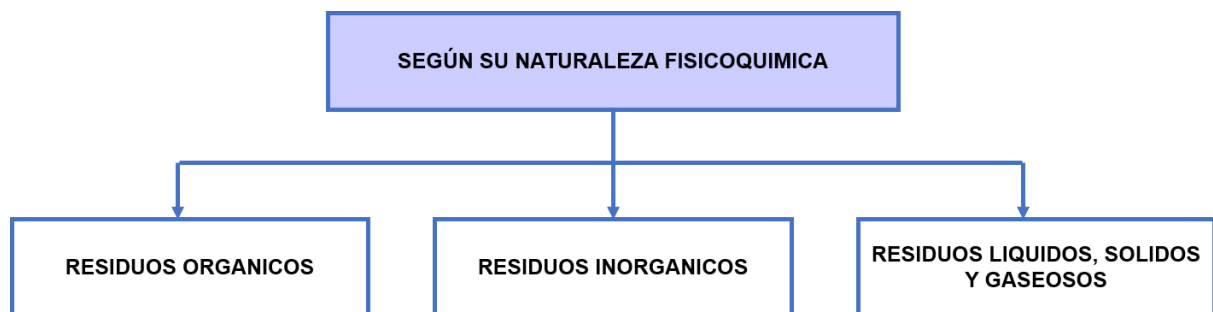 SEGÚN SU NATURALEZA FISICOQUIMICA
RESIDUOS ORGANICOS
RESIDUOS INORGANICOS
RESIDUOS LIQUIDOS, SOLIDOS
Y GASEOSOS